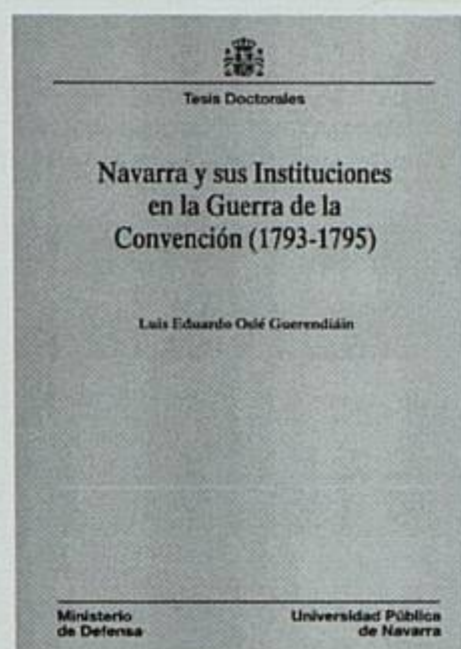 Tesis Doctorales
Navarra y sus Instituciones
en la Guerra de la
Convención (1793-1795)
Luis Eduardo Oslé Guerendiáin
Ministerio
de Defensa
Universidad Pública
de Navarra